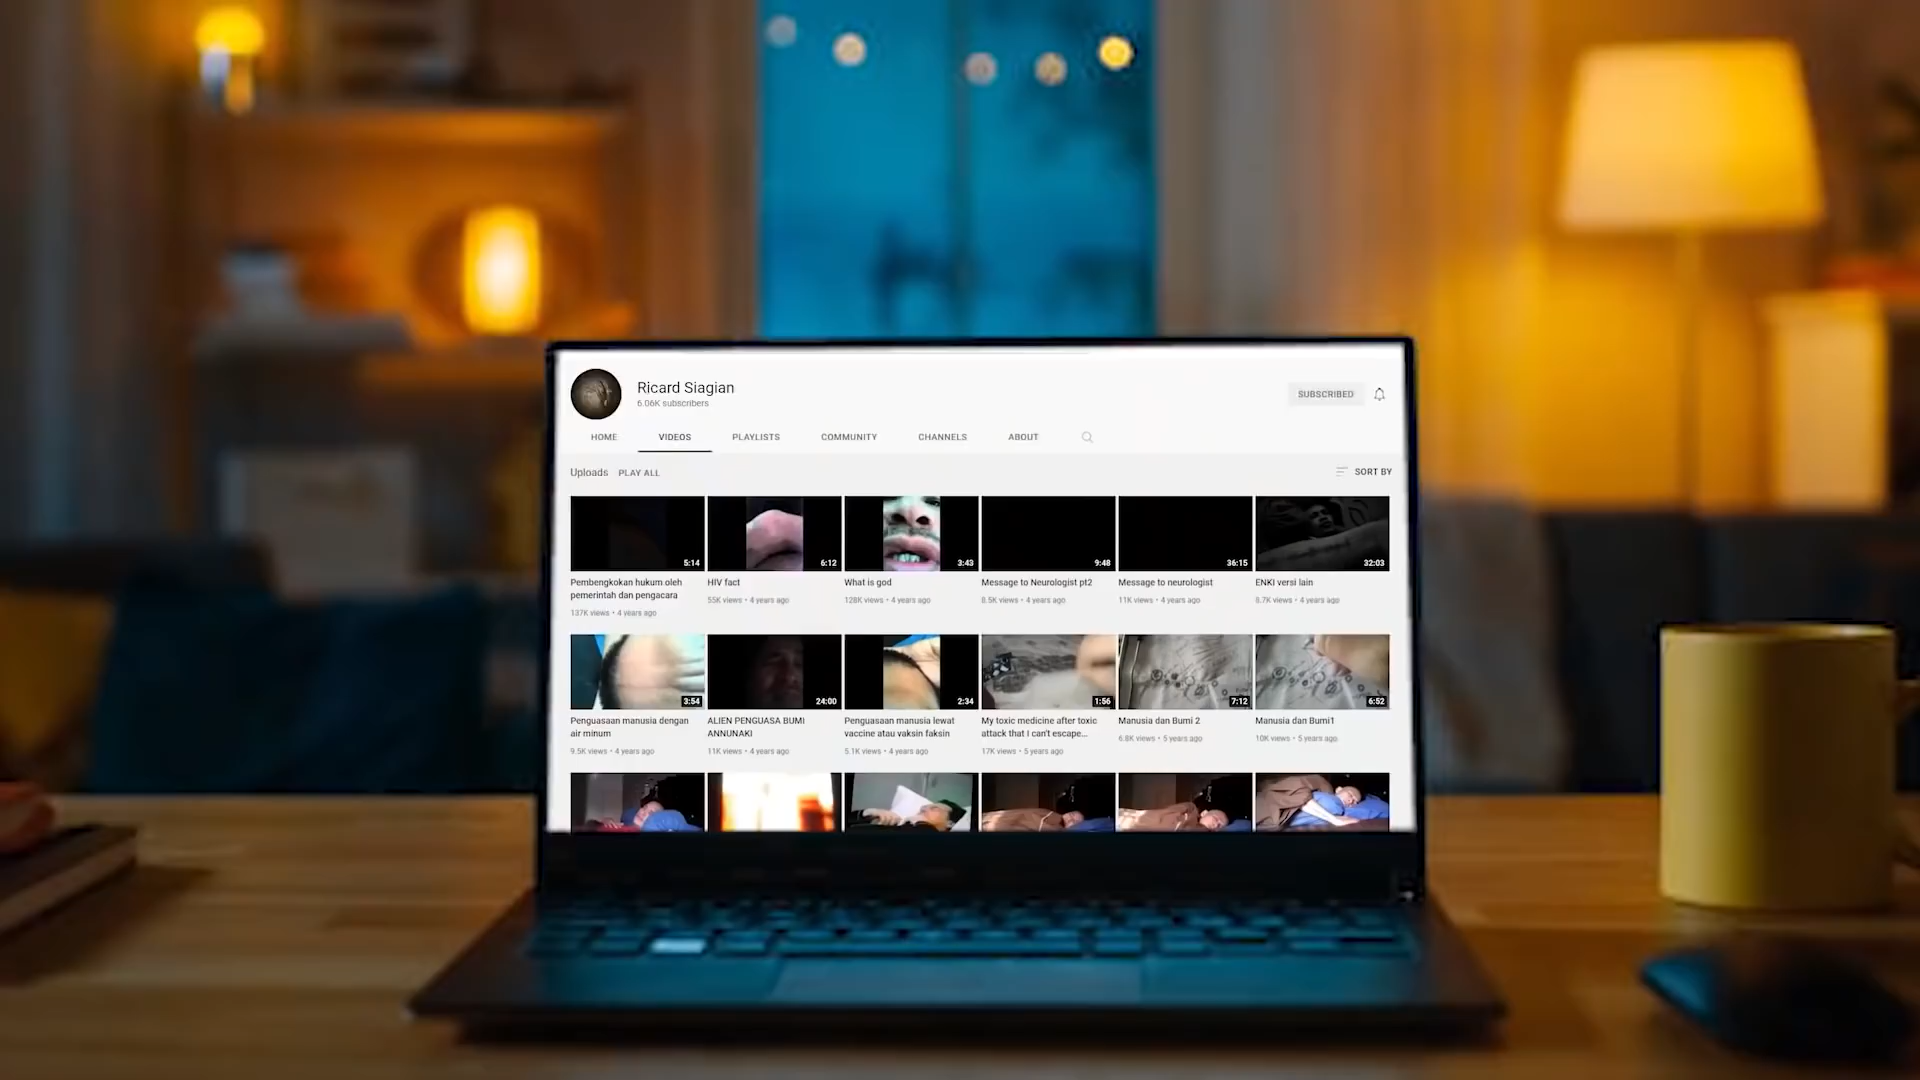 Ricard Siagian
6.06K subscribers
SUBSCRIBED
HOME VIDEOS PLAYLISTS COMMUNITY CHANNELS ABOUT
Uploads PLAY ALL
SORT BY
5:14
Pembengkokan hukum oleh
pemerintah dan pengacara
137K views • 4 years ago
6:12
HIV fact
55K views • 4 years ago
3:43
What is god
128K views • 4 years ago
9:48
Message to Neurologist pt2
8.5K views • 4 years ago
36:15
Message to neurologist
11K views • 4 years ago
32:03
ENKI versi lain
8.7K views • 4 years ago
3:54
Penguasaan manusia dengan
air minum
9.5K views • 4 years ago
24:00
ALIEN PENGUASA BUMI
ANNUNAKI
11K views • 4 years ago
2:34
Penguasaan manusia lewat
vaccine atau vaksin faksin
5.1K views • 4 years ago
1:56
My toxic medicine after toxic
attack that I can't escape...
17K views • 5 years ago
7:12
Manusia dan Bumi 2
6.8K views • 5 years ago
6:52
Manusia dan Bumi1
10K views • 5 years ago